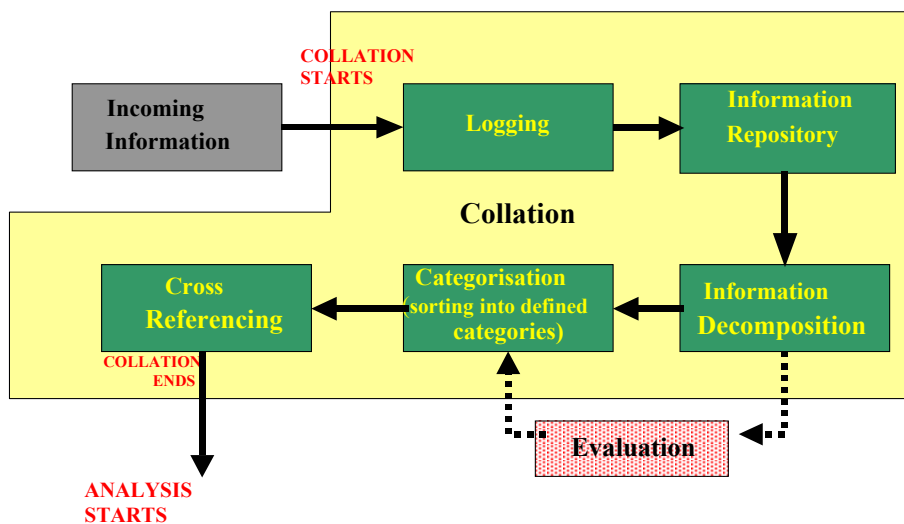 COLLATION
STARTS
Incoming
Information
Logging
Information
Repository
Collation
Cross
Referencing
Categorisation
(sorting into defined
categories)
Information
Decomposition
COLLATION
ENDS
Evaluation
ANALYSIS
STARTS